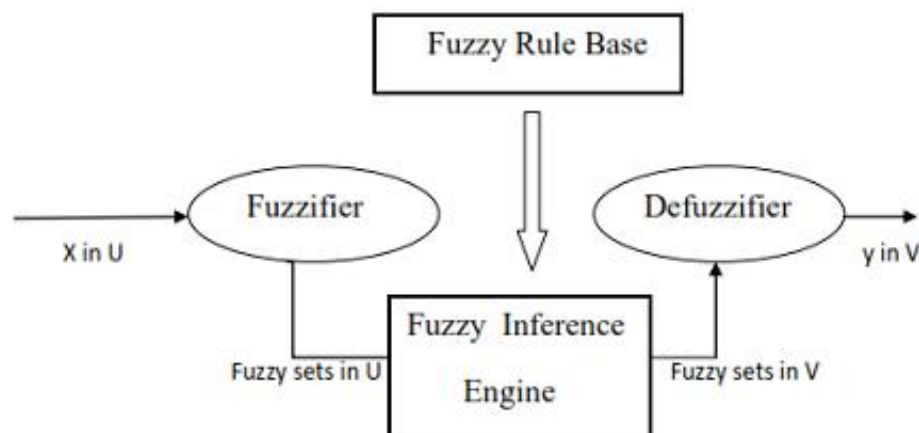 Fuzzy Rule Base
Fuzzifier
Defuzzifier
X in U
y in V
Fuzzy Inference
Engine
Fuzzy sets in U
Fuzzy sets in V